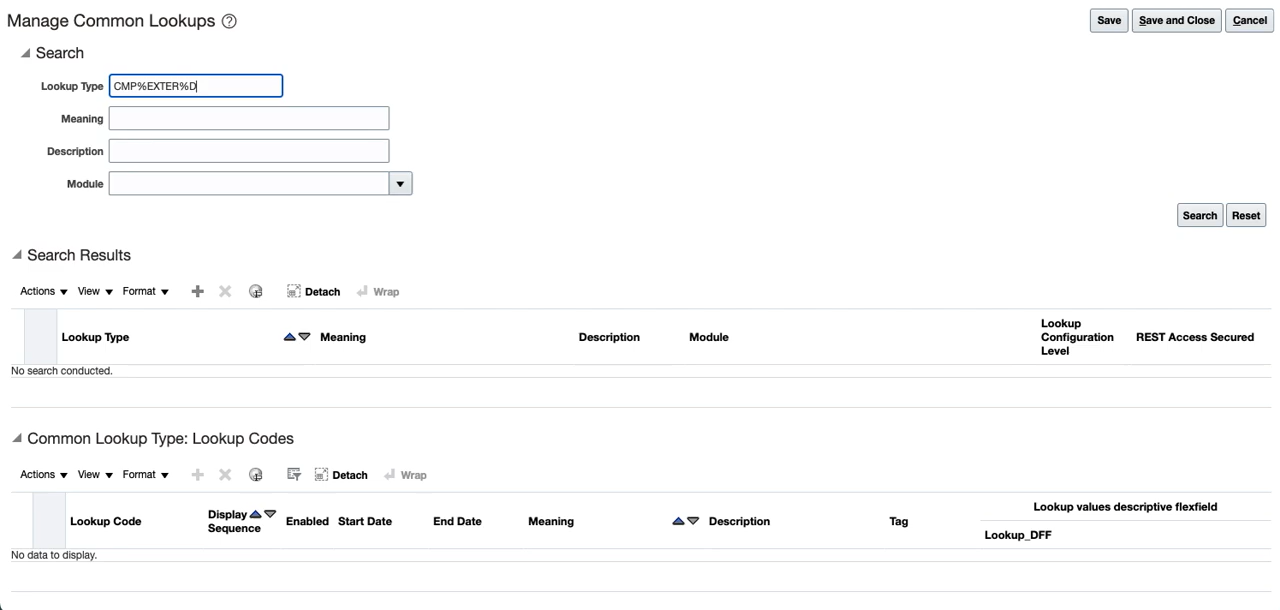 Manage Common Lookups ?
Save Save and Close Cancel
Search
Lookup Type CMP%EXTER%D
Meaning
Description
Module
Search Reset
Search Results
Actions View Format Detach Wrap
Lookup Type Meaning Description Module Lookup Configuration Level REST Access Secured
No search conducted.
Common Lookup Type: Lookup Codes
Actions View Format Detach Wrap
Lookup values descriptive flexfield
Lookup Code Display Sequence Enabled Start Date End Date Meaning Description Tag
Lookup_DFF
No data to display.